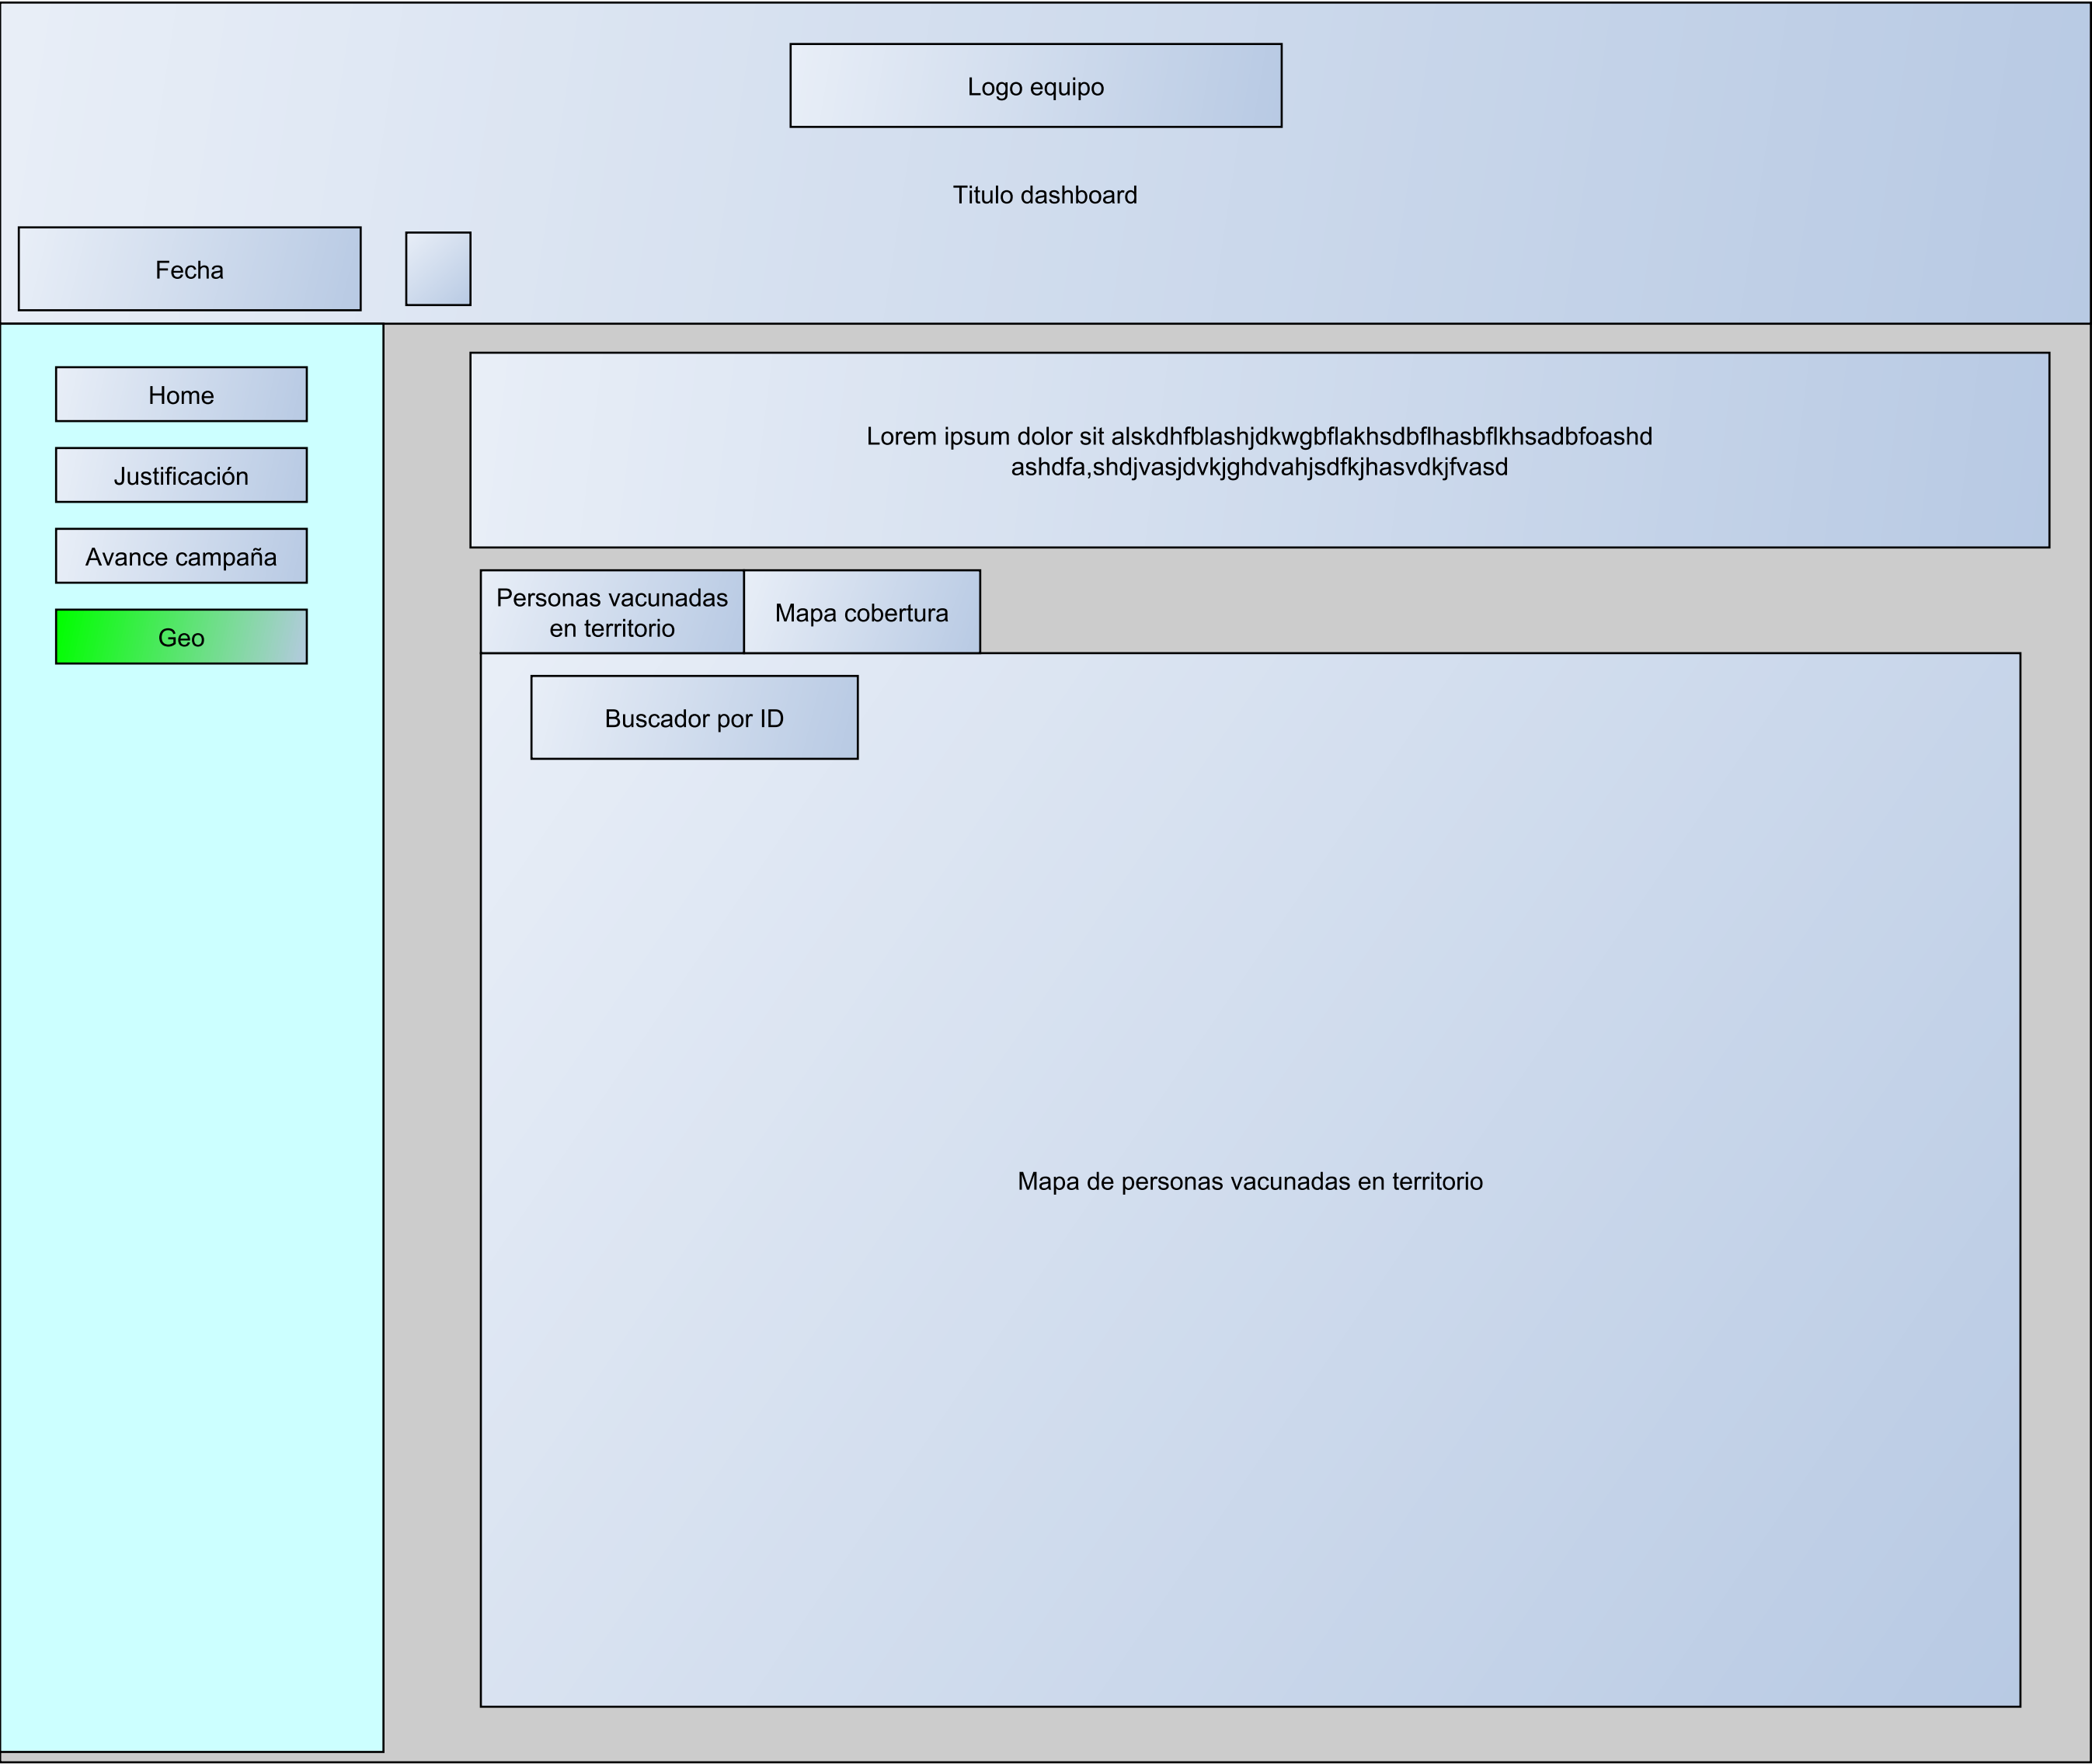 Logo equipo
Titulo dashboard
Fecha
Home
Justificación
Avance campaña
Geo
Lorem ipsum dolor sit alskdhfblashjdkwgbflakhsdbflhasbflkhsadbfoashd
ashdfa,shdjvasjdvkjghdvahjsdfkjhasvdkjfvasd
Personas vacunadas
en territorio
Mapa cobertura
Buscador por ID
Mapa de personas vacunadas en territorio